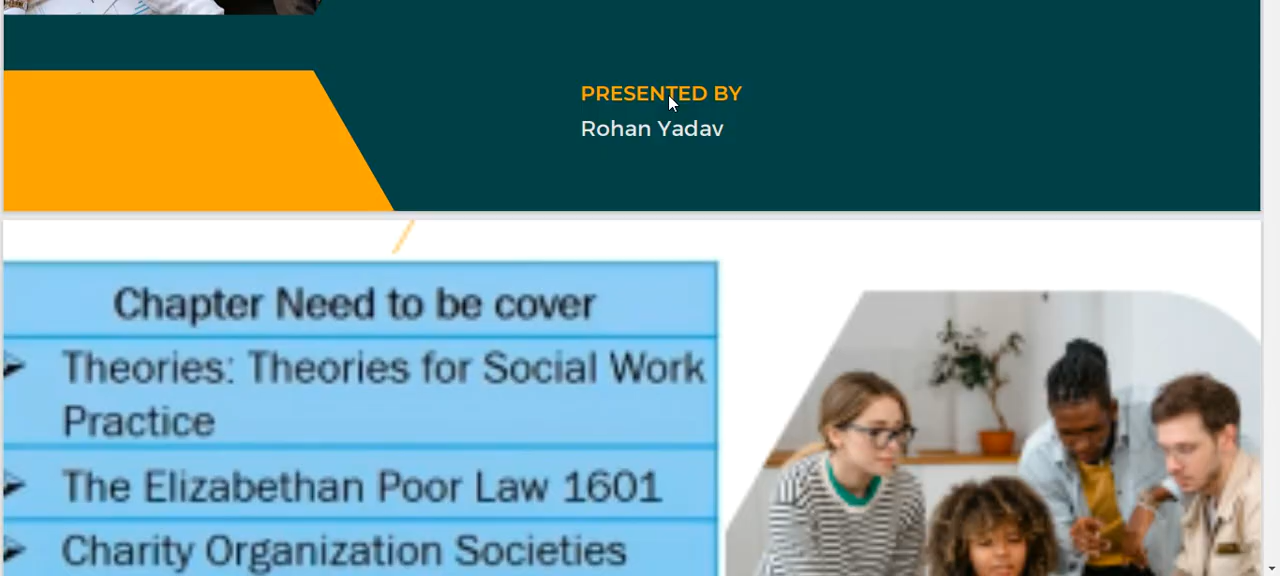 PRESENTED BY
Rohan Yadav
Chapter Need to be cover
Theories: Theories for Social Work
Practice
The Elizabethan Poor Law 1601
Charity Organization Societies